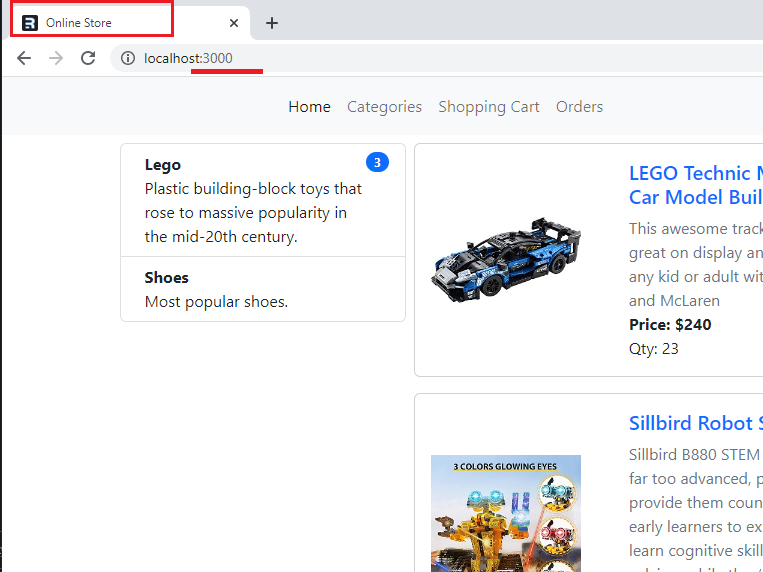 Online Store
localhost:3000
Home Categories Shopping Cart Orders
Lego 3
Plastic building-block toys that
rose to massive popularity in
the mid-20th century.
Shoes
Most popular shoes.
LEGO Technic
Car Model Buil
This awesome track
great on display an
any kid or adult wit
and McLaren
Price: $240
Qty: 23
Sillbird Robot S
Sillbird B880 STEM
far too advanced, p
provide them coun
early learners to ex
learn cognitive skill
3 COLORS GLOWING EYES